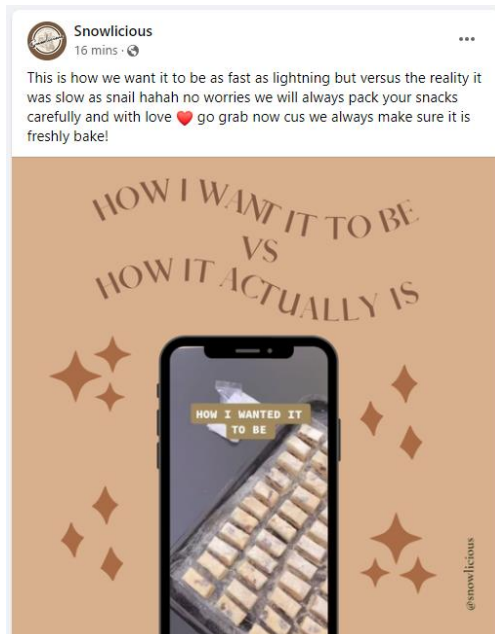 Snowlicious
16 mins ·
This is how we want it to be as fast as lightning but versus the reality it
was slow as snail hahah no worries we will always pack your snacks
carefully and with love ❤️ go grab now cus we always make sure it is
freshly bake!
HOW I WANT IT TO BE
VS
HOW IT ACTUALLY IS
HOW I WANTED IT
TO BE
@snowlicious